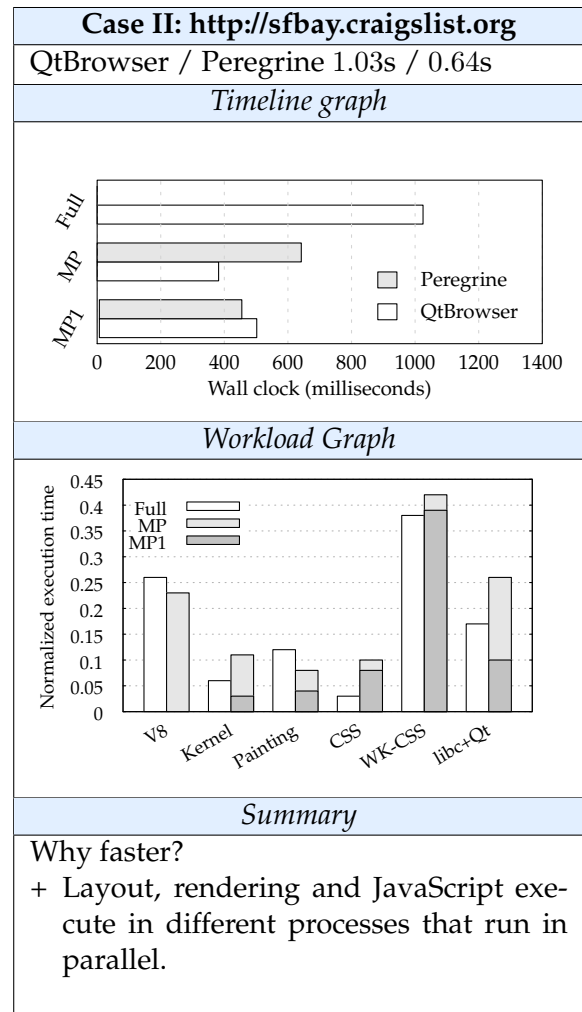 Case II: http://sfbay.craigslist.org
QtBrowser / Peregrine 1.03s / 0.64s
Timeline graph
Full
MP
MP1
Peregrine
QtBrowser
0 200 400 600 800 1000 1200 1400
Wall clock (milliseconds)
Workload Graph
Normalized execution time
0.45
0.4
0.35
0.3
0.25
0.2
0.15
0.1
0.05
0
Full
MP
MP1
V8 Kernel Painting CSS WK-CSS libc+Qt
Summary
Why faster?
+ Layout, rendering and JavaScript exe-
cute in different processes that run in
parallel.